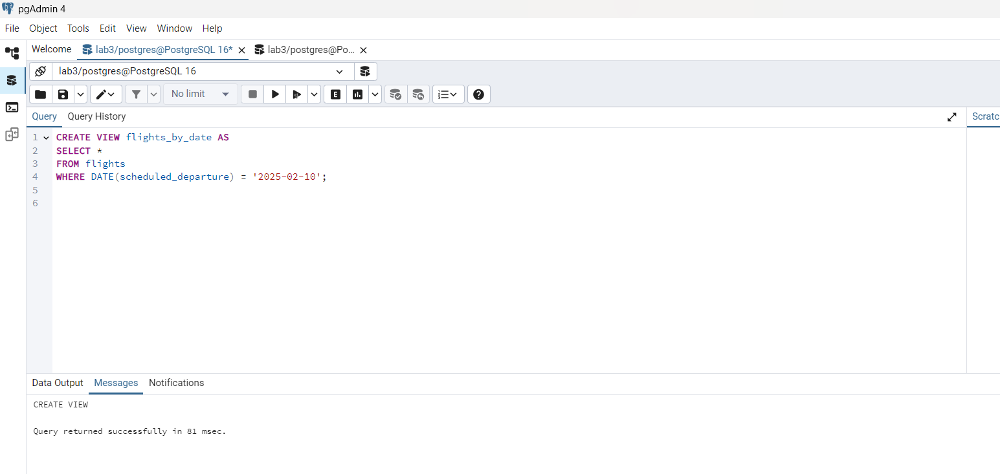 pgAdmin 4
File Object Tools Edit View Window Help
Welcome lab3/postgres@PostgreSQL 16* lab3/postgres@Po...
lab3/postgres@PostgreSQL 16
No limit E
Query Query History Scratc
1 CREATE VIEW flights_by_date AS
2 SELECT *
3 FROM flights
4 WHERE DATE(scheduled_departure) = '2025-02-10';
5
6
Data Output Messages Notifications
CREATE VIEW
Query returned successfully in 81 msec.